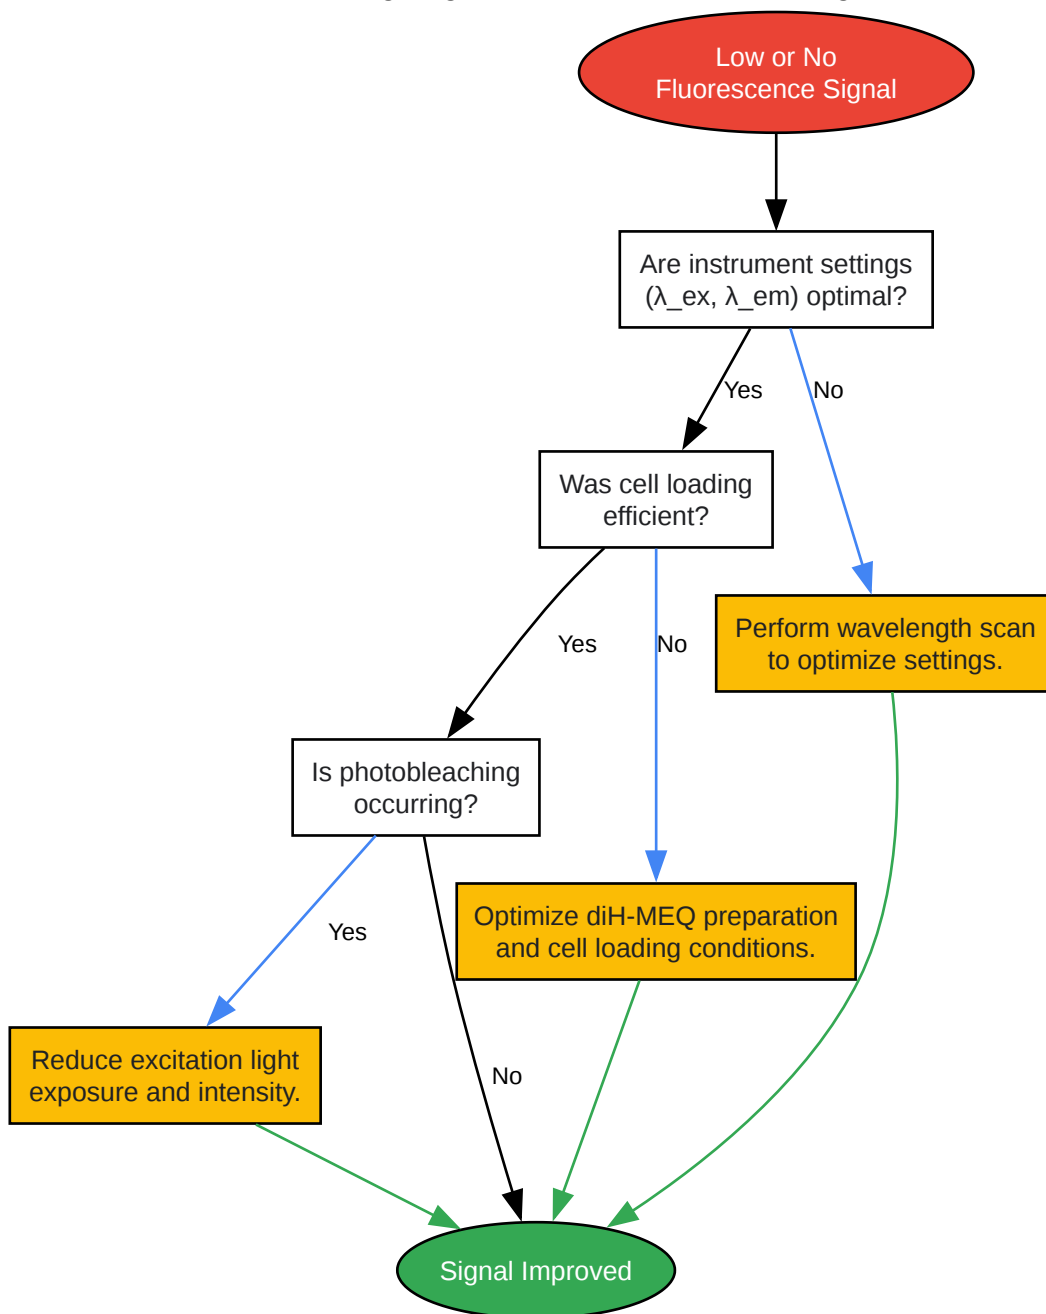 Low or No
Fluorescence Signal
Are instrument settings
(λ_ex, λ_em) optimal?
Yes
No
Was cell loading
efficient?
Yes
No
Perform wavelength scan
to optimize settings.
Is photobleaching
occurring?
Yes
Optimize diH-MEQ preparation
and cell loading conditions.
No
Reduce excitation light
exposure and intensity.
Signal Improved